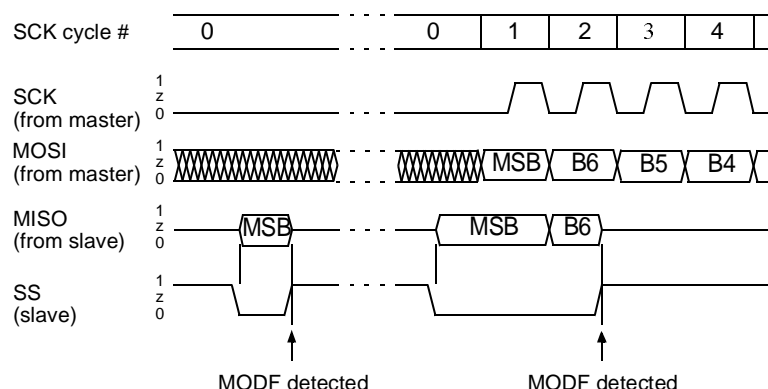 SCK cycle # 0 0 1 2 3 4
SCK
(from master)
1
z
0
MOSI
(from master)
1
z
0
MSB B6 B5 B4
MISO
(from slave)
1
z
0
MSB MSB B6
SS
(slave)
1
z
0
MODF detected MODF detected